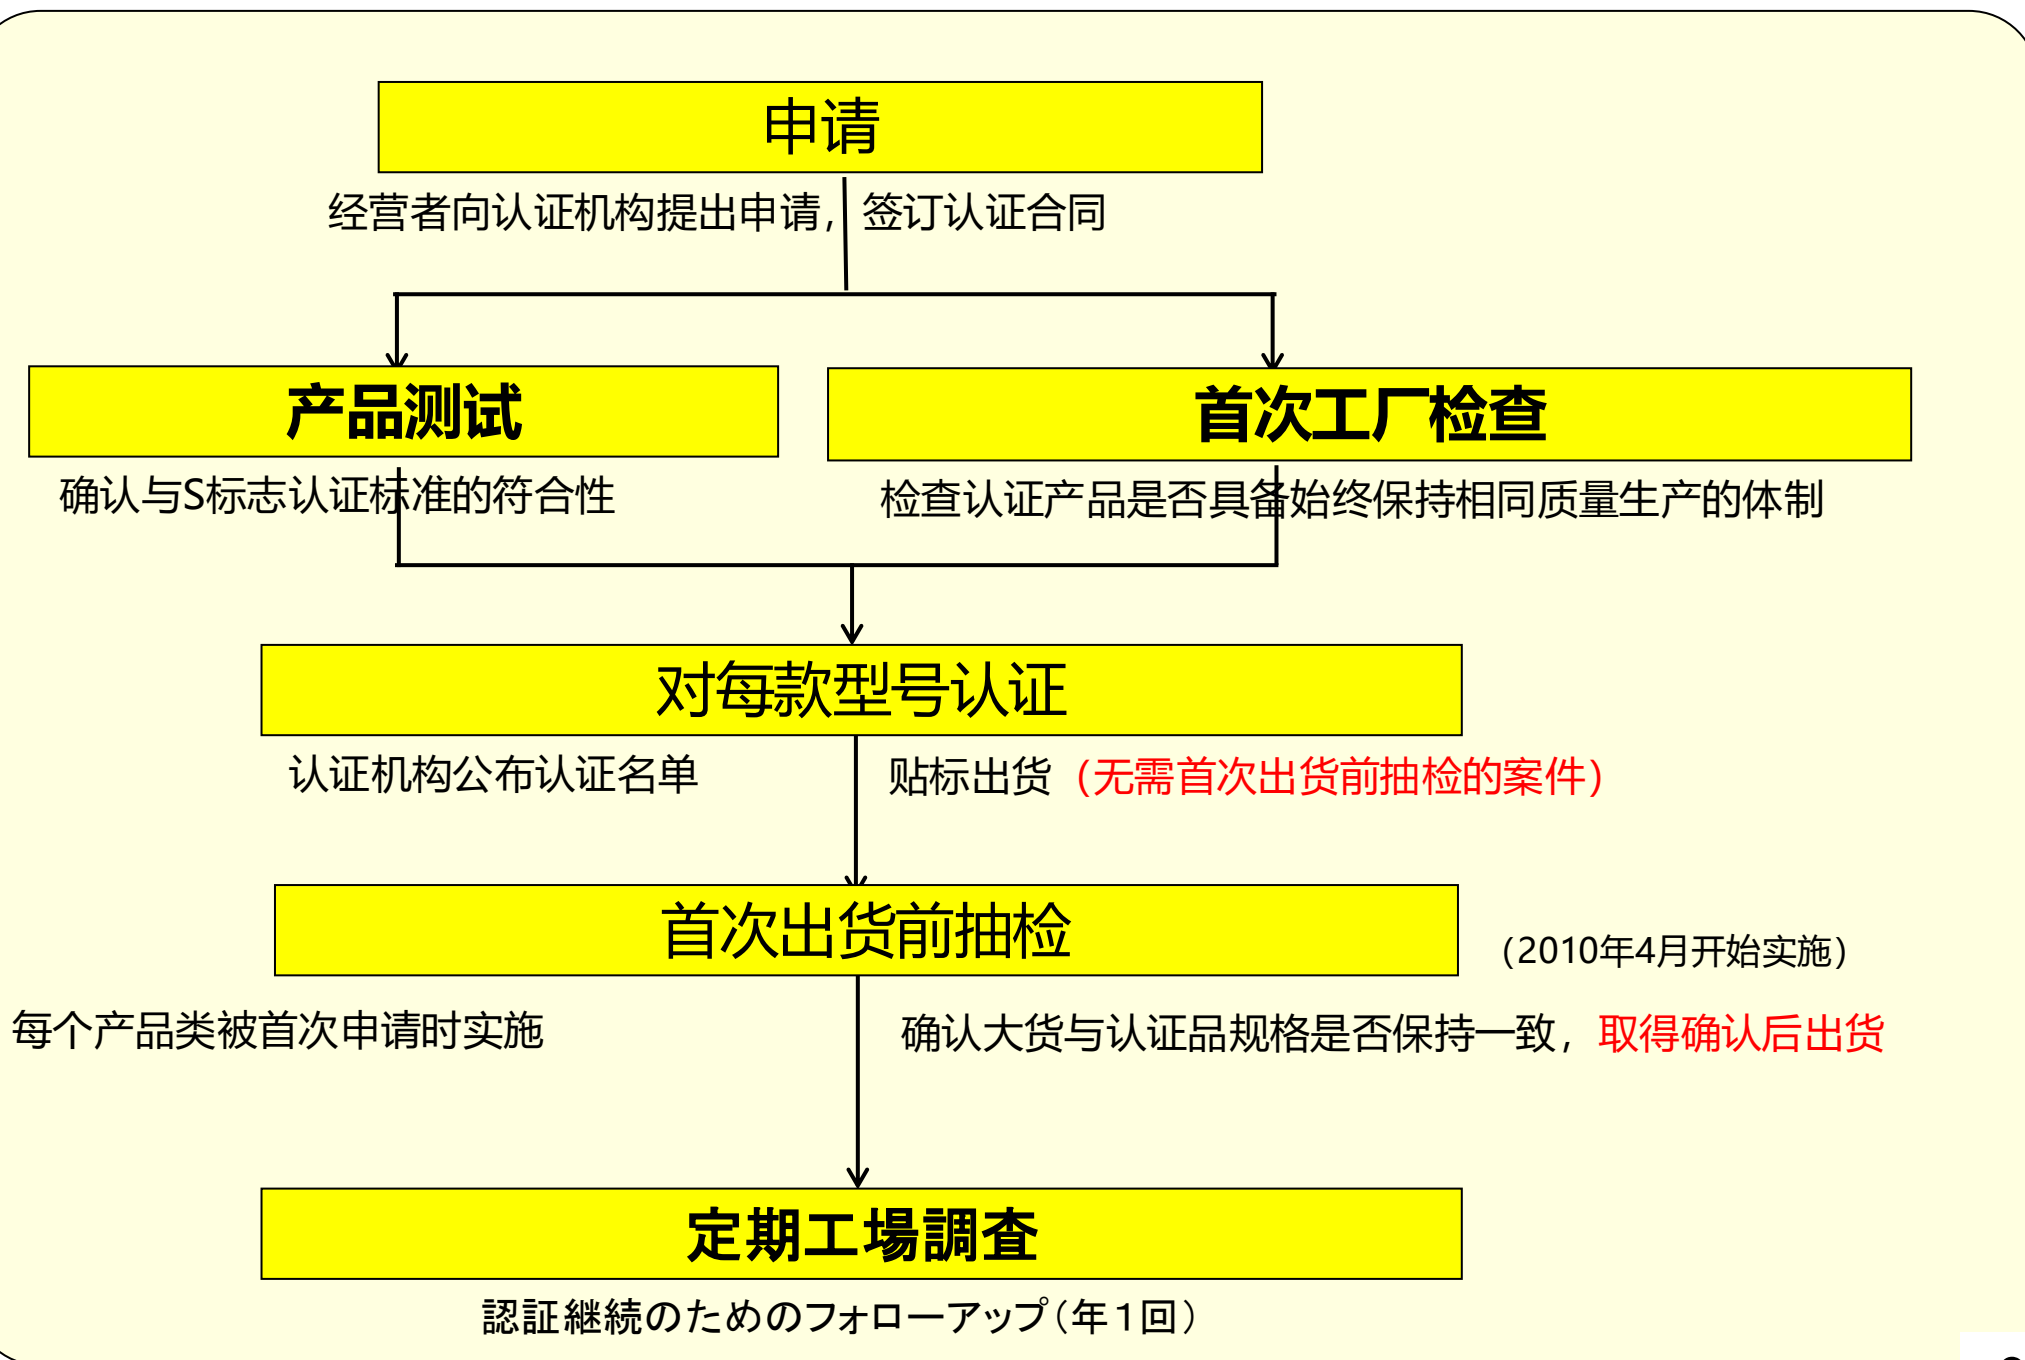 申请
经营者向认证机构提出申请，签订认证合同
产品测试
首次工厂检查
确认与S标志认证标准的符合性
检查认证产品是否具备始终保持相同质量生产的体制
对每款型号认证
认证机构公布认证名单
贴标出货（无需首次出货前抽检的案件）
首次出货前抽检
（2010年4月开始实施）
每个产品类被首次申请时实施
确认大货与认证品规格是否保持一致，取得确认后出货
定期工場調査
認証継続のためのフォローアップ（年１回）